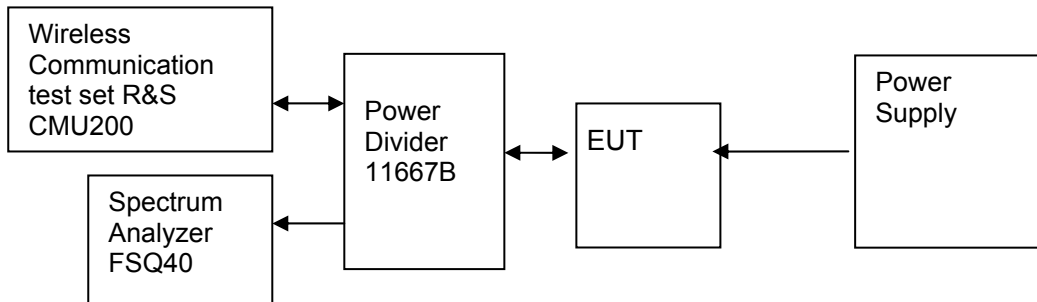 Wireless
Communication
test set R&S
CMU200
Power
Divider
11667B
EUT
Power
Supply
Spectrum
Analyzer
FSQ40